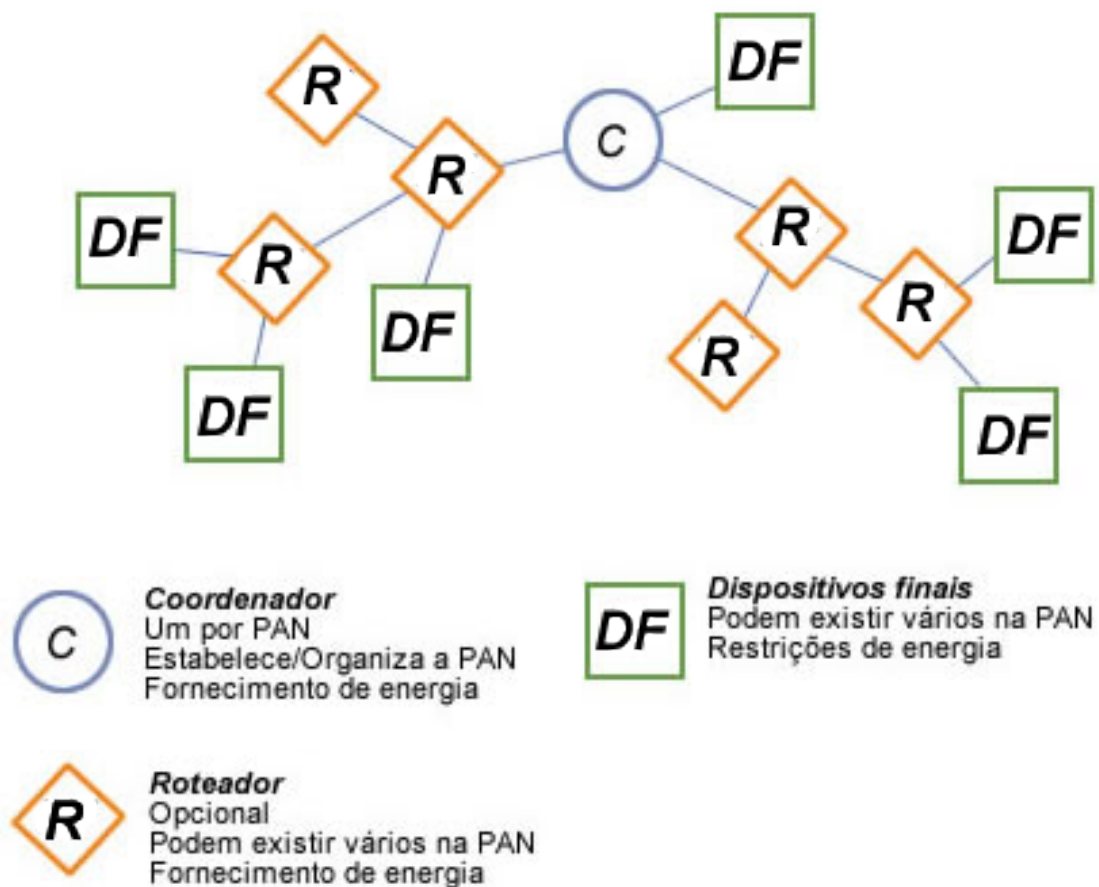 DF
R
C
R
R
DF
DF
R
R
DF
R
R
DF
DF
DF
C
Coordenador
Um por PAN
Estabelece/Organiza a PAN
Fornecimento de energia
DF
Dispositivos finais
Podem existir vários na PAN
Restrições de energia
R
Roteador
Opcional
Podem existir vários na PAN
Fornecimento de energia